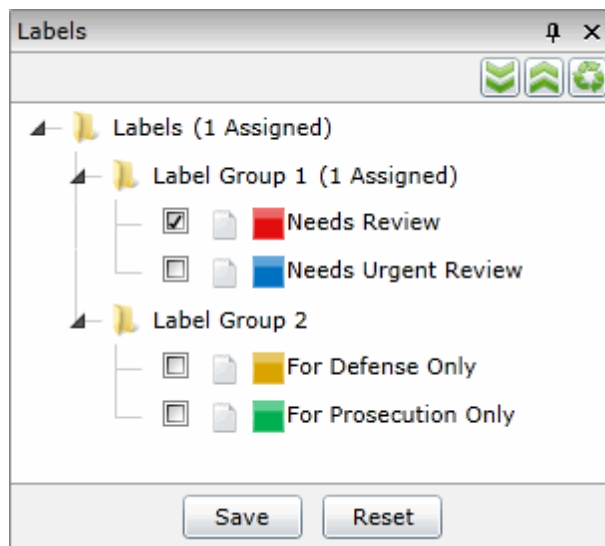 Labels
Labels (1 Assigned)
Label Group 1 (1 Assigned)
Needs Review
Needs Urgent Review
Label Group 2
For Defense Only
For Prosecution Only
Save Reset